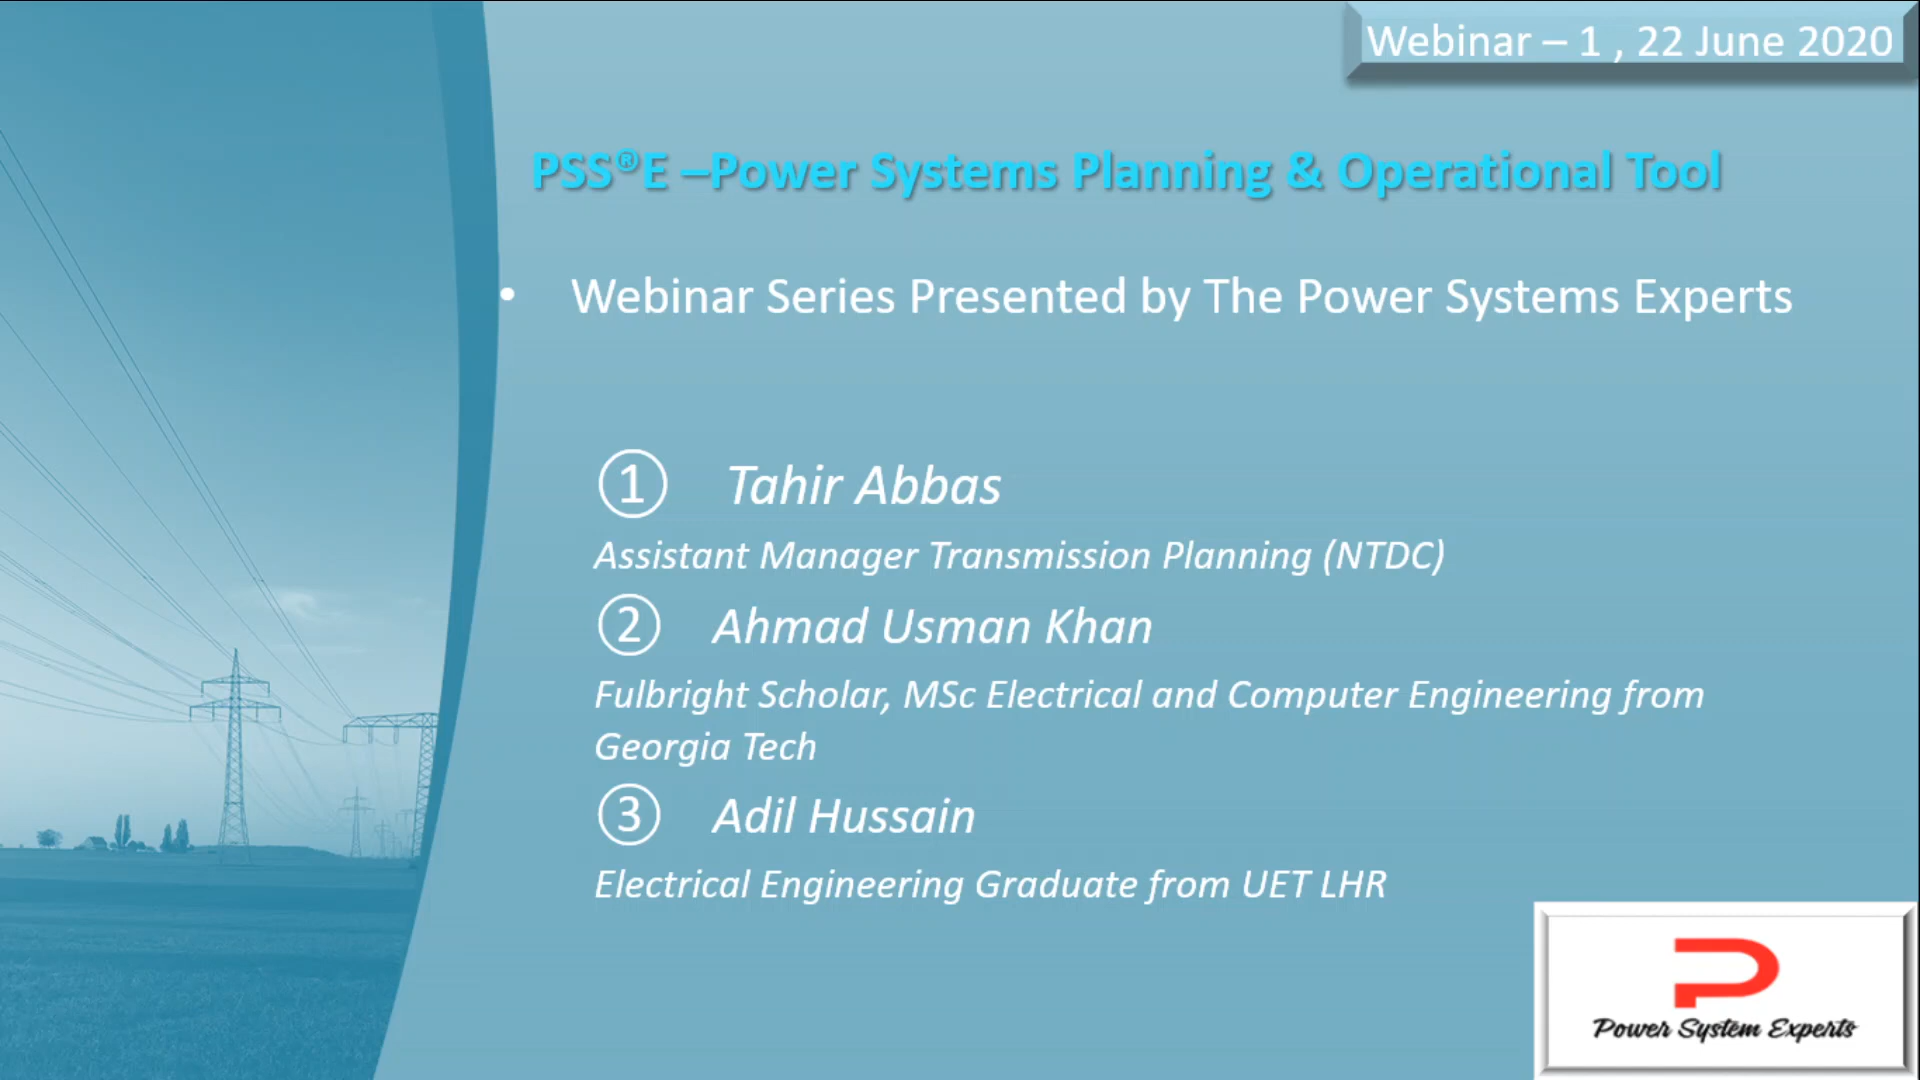 Webinar – 1 , 22 June 2020
PSS®E –Power Systems Planning & Operational Tool
• Webinar Series Presented by The Power Systems Experts
① Tahir Abbas
Assistant Manager Transmission Planning (NTDC)
② Ahmad Usman Khan
Fulbright Scholar, MSc Electrical and Computer Engineering from
Georgia Tech
③ Adil Hussain
Electrical Engineering Graduate from UET LHR
Power System Experts